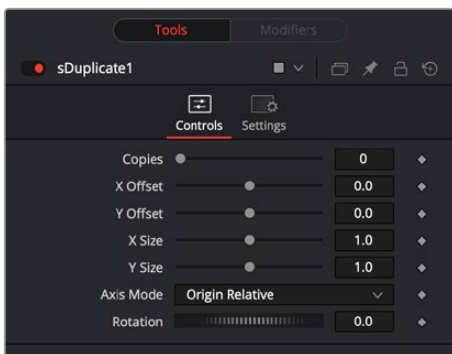 Tools Modifiers
sDuplicate1
Controls Settings
Copies 0
X Offset 0.0
Y Offset 0.0
X Size 1.0
Y Size 1.0
Axis Mode Origin Relative
Rotation 0.0